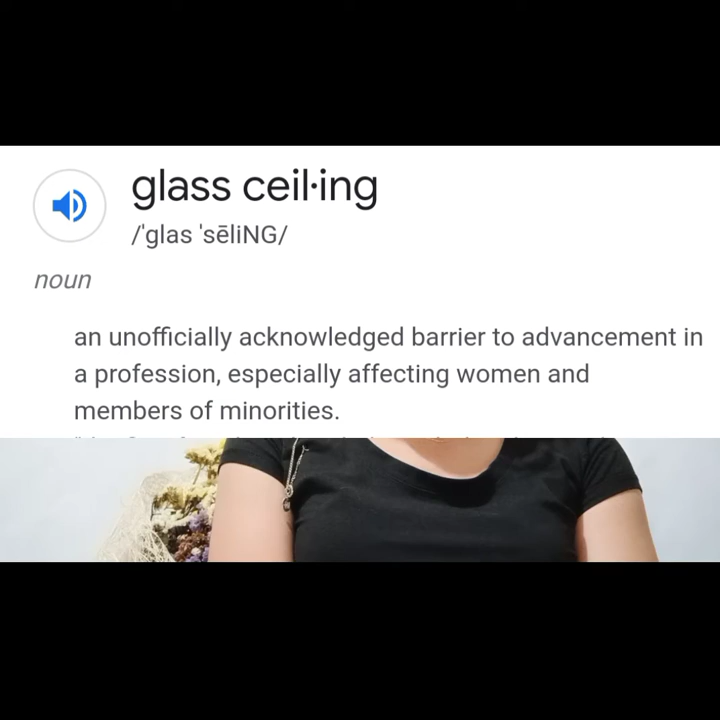 glass ceil·ing
/ˈglas ˈsēliNG/
noun
an unofficially acknowledged barrier to advancement in
a profession, especially affecting women and
members of minorities.